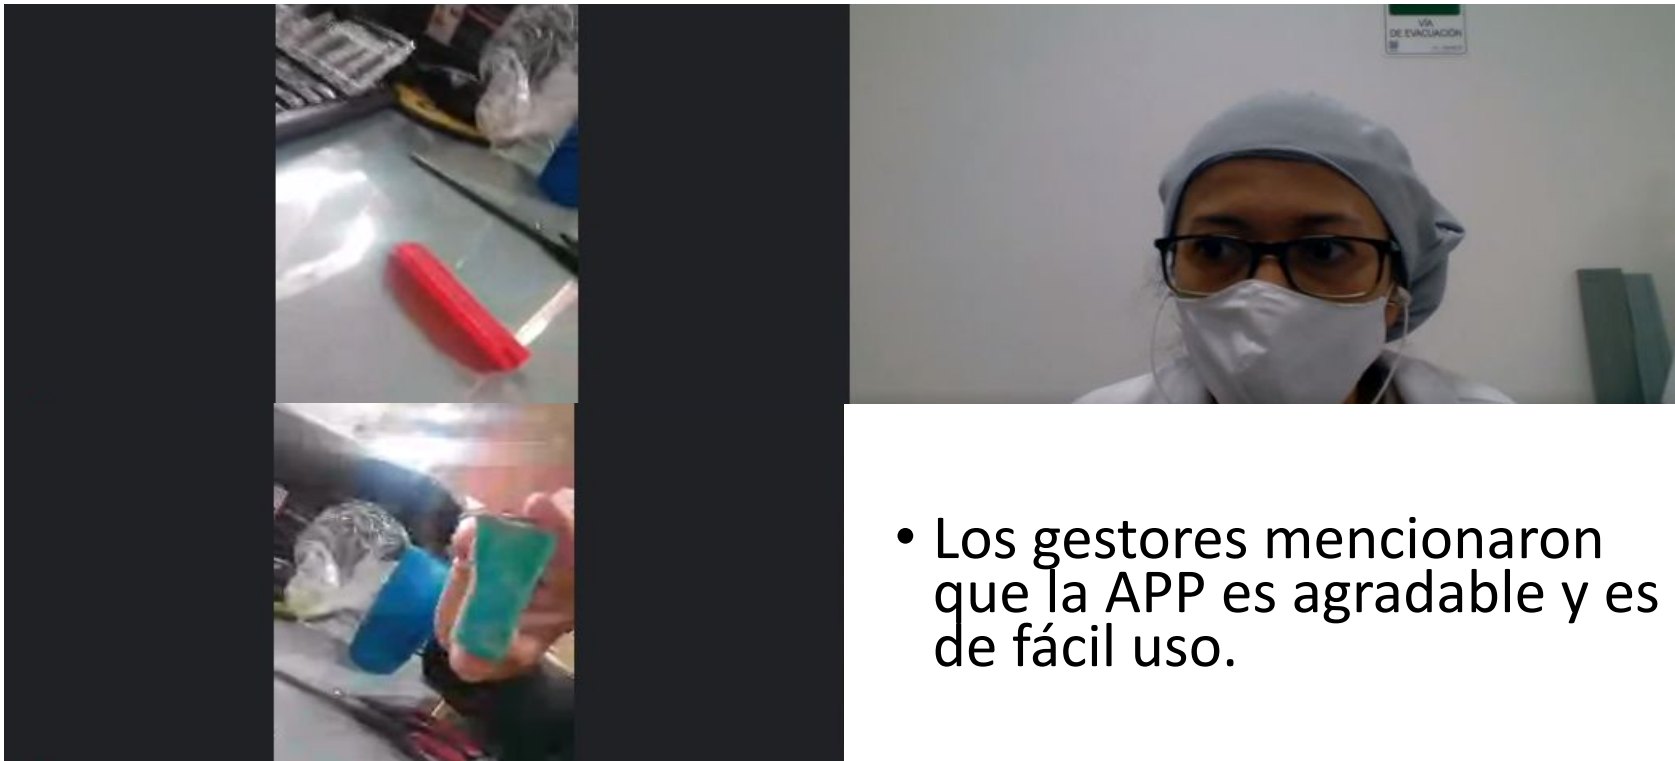 VÍA
DE EVACUACIÓN
• Los gestores mencionaron
que la APP es agradable y es
de fácil uso.